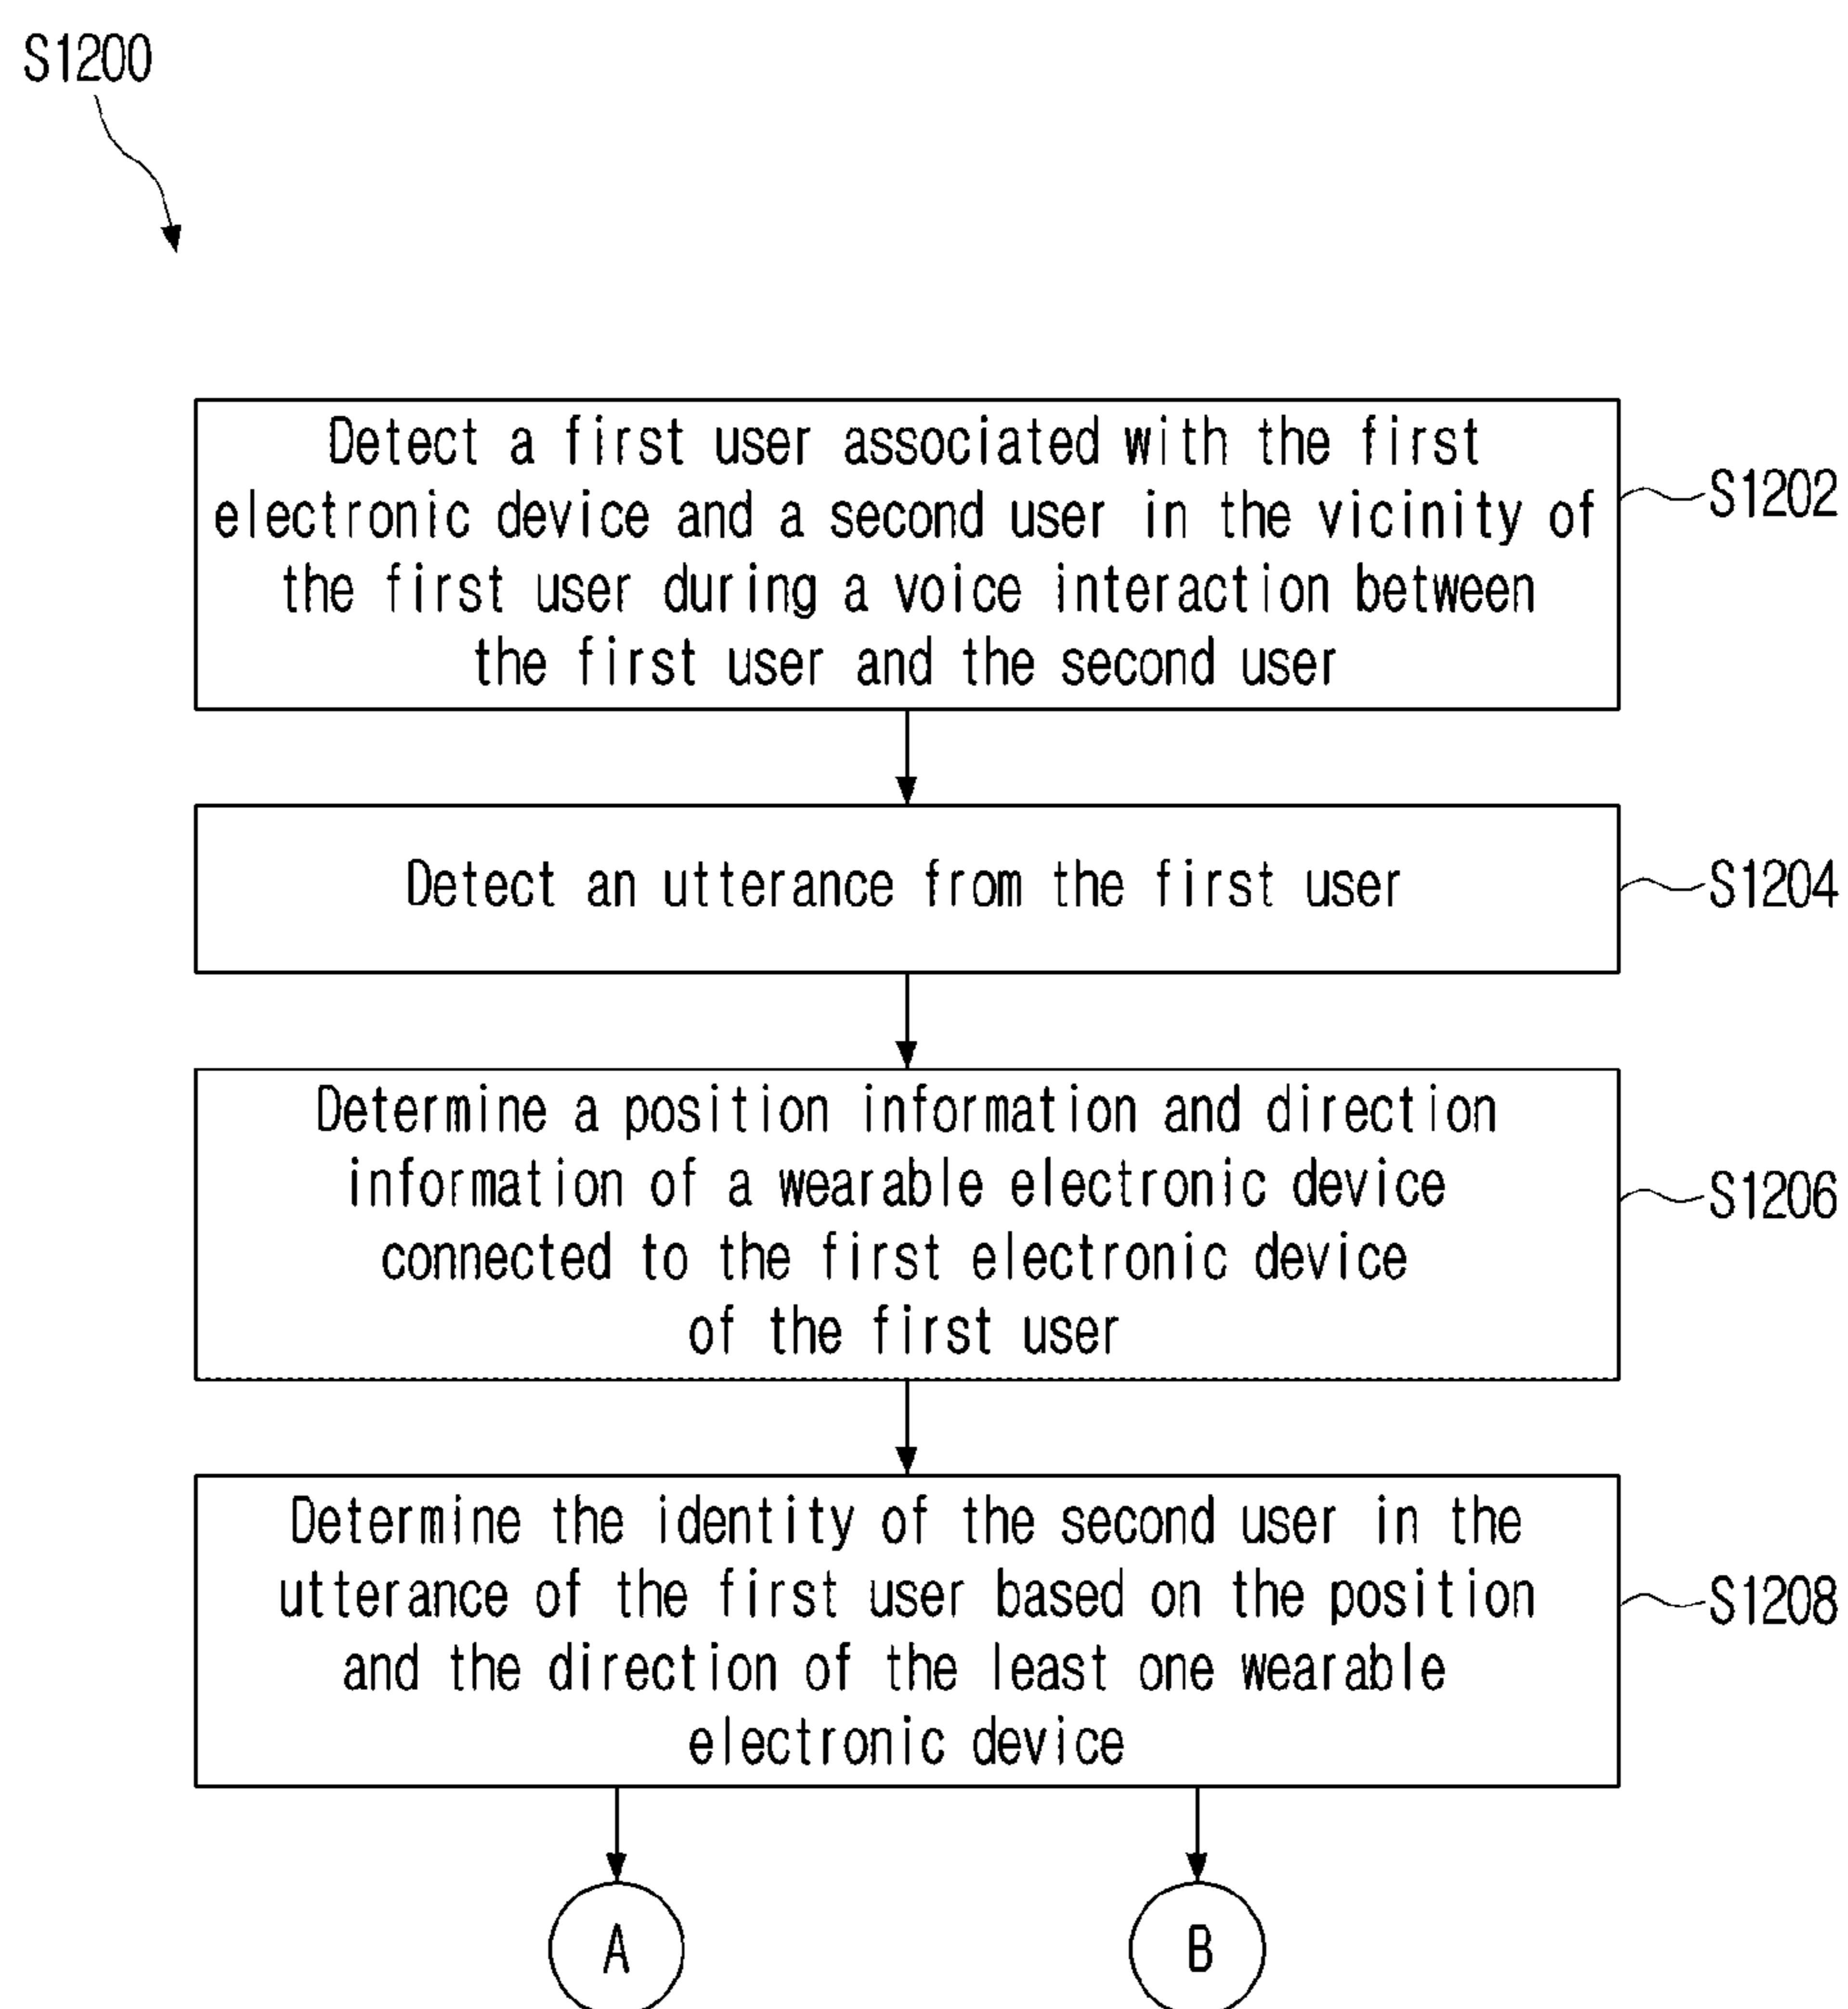 S1200
Detect a first user associated with the first
electronic device and a second user in the vicinity of
the first user during a voice interaction between
the first user and the second user
S1202
Detect an utterance from the first user
S1204
Determine a position information and direction
information of a wearable electronic device
connected to the first electronic device
of the first user
S1206
Determine the identity of the second user in the
utterance of the first user based on the position
and the direction of the least one wearable
electronic device
S1208
A
B